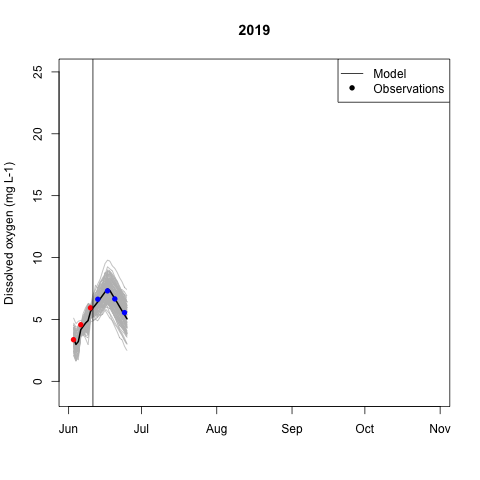 2019
Model
Observations
Dissolved oxygen (mg L-1)
25
20
15
10
5
0
Jun Jul Aug Sep Oct Nov